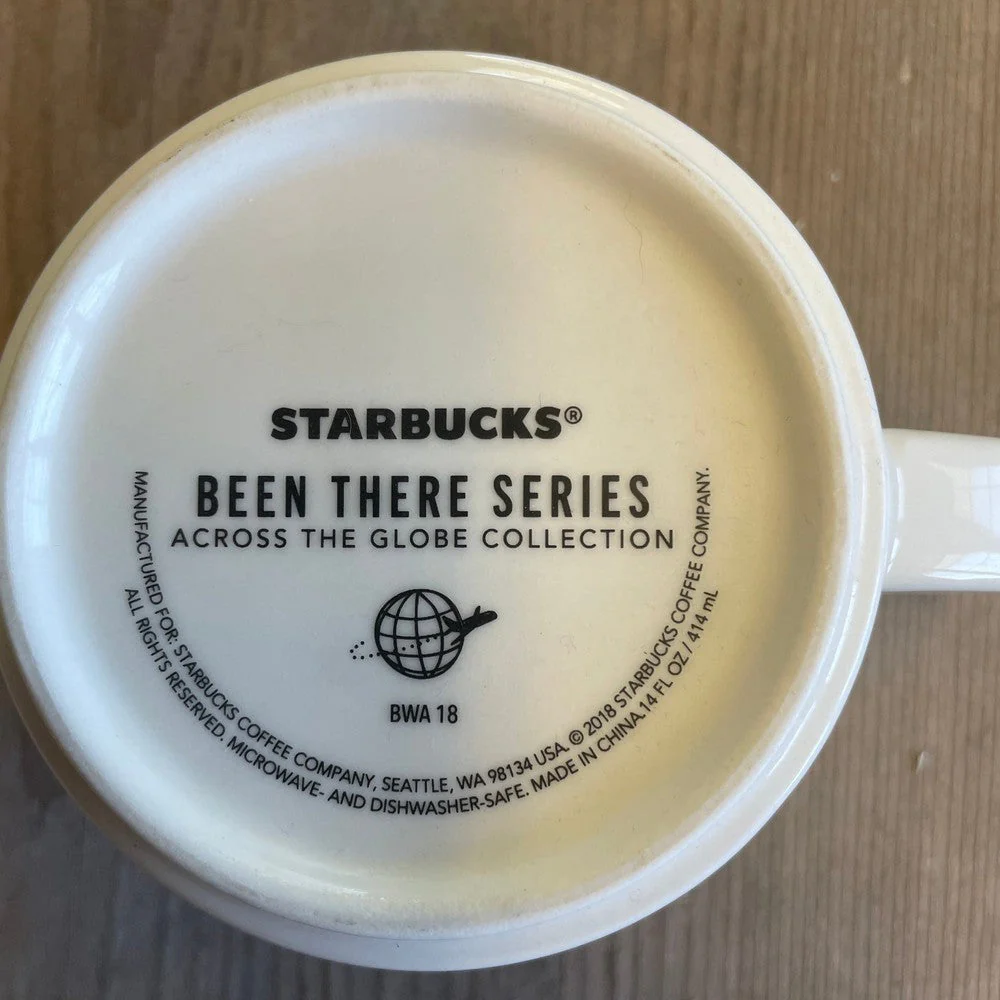 STARBUCKS®
BEEN THERE SERIES
ACROSS THE GLOBE COLLECTION
BWA 18
MANUFACTURED FOR: STARBUCKS COFFEE COMPANY, SEATTLE, WA 98134 USA. © 2018 STARBUCKS COFFEE COMPANY.
ALL RIGHTS RESERVED. MICROWAVE- AND DISHWASHER-SAFE. MADE IN CHINA.14 FL OZ / 414 mL